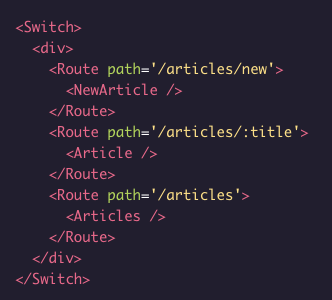 <Switch>
  <div>
    <Route path='/articles/new'>
      <NewArticle />
    </Route>
    <Route path='/articles/:title'>
      <Article />
    </Route>
    <Route path='/articles'>
      <Articles />
    </Route>
  </div>
</Switch>